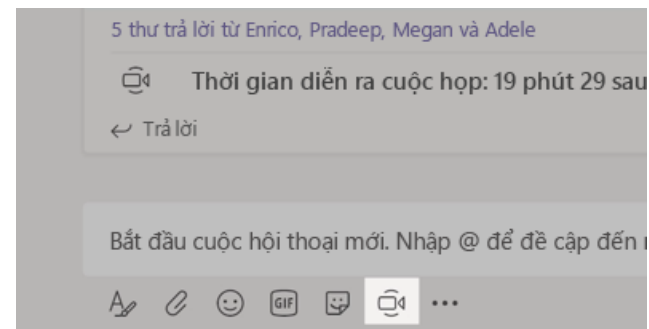 5 thư trả lời từ Enrico, Pradeep, Megan và Adele
Thời gian diễn ra cuộc họp: 19 phút 29 sau
Trả lời
Bắt đầu cuộc hội thoại mới. Nhập @ để đề cập đến
GIF